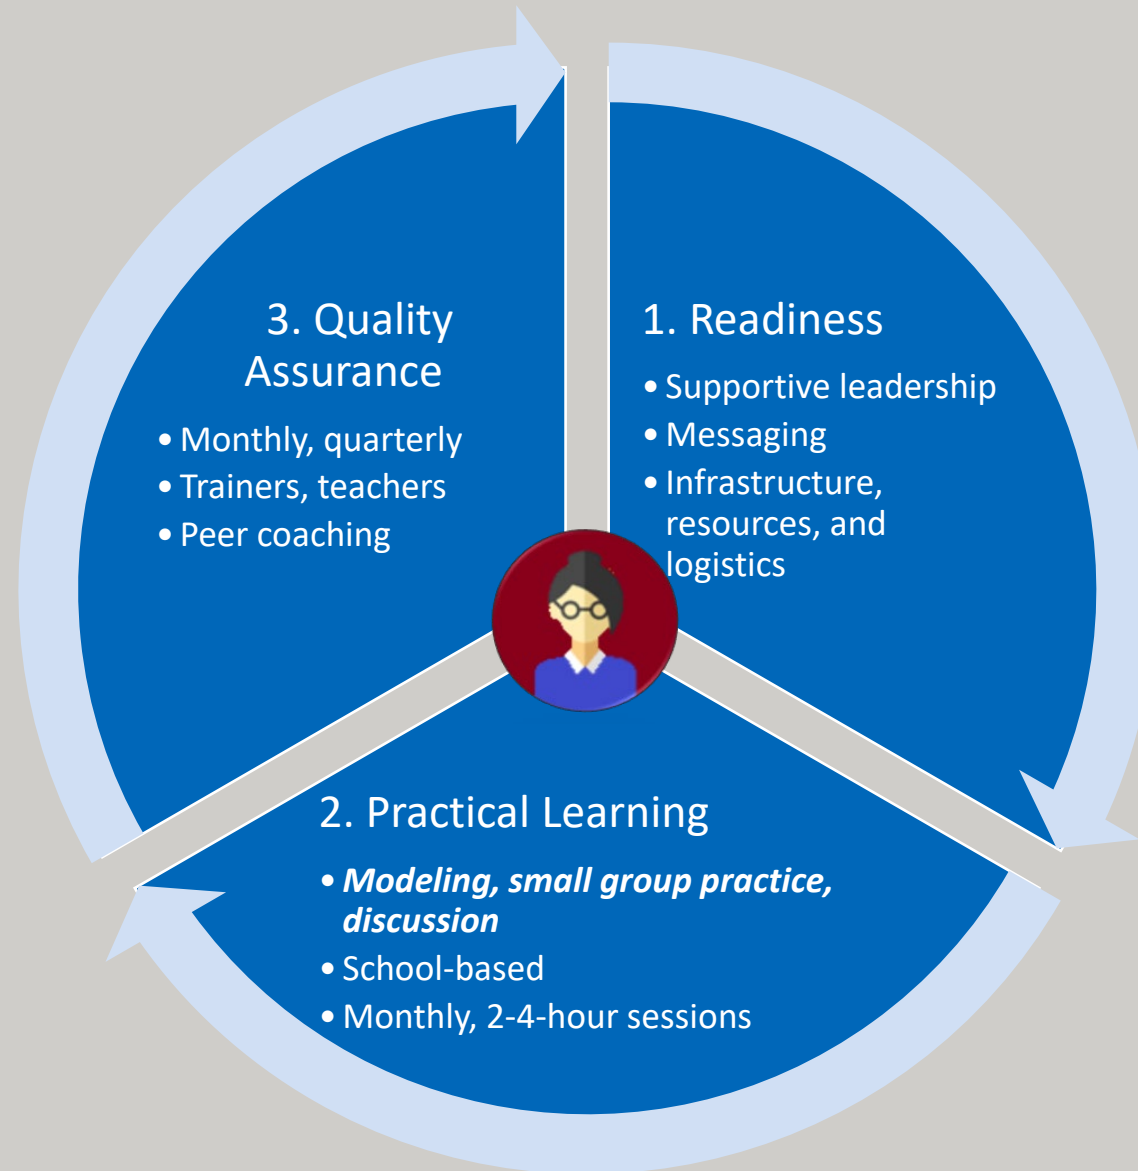 1. Readiness
• Supportive leadership
• Messaging
• Infrastructure,
resources, and
logistics
2. Practical Learning
• Modeling, small group practice,
discussion
• School-based
• Monthly, 2-4-hour sessions
3. Quality
Assurance
• Monthly, quarterly
• Trainers, teachers
• Peer coaching